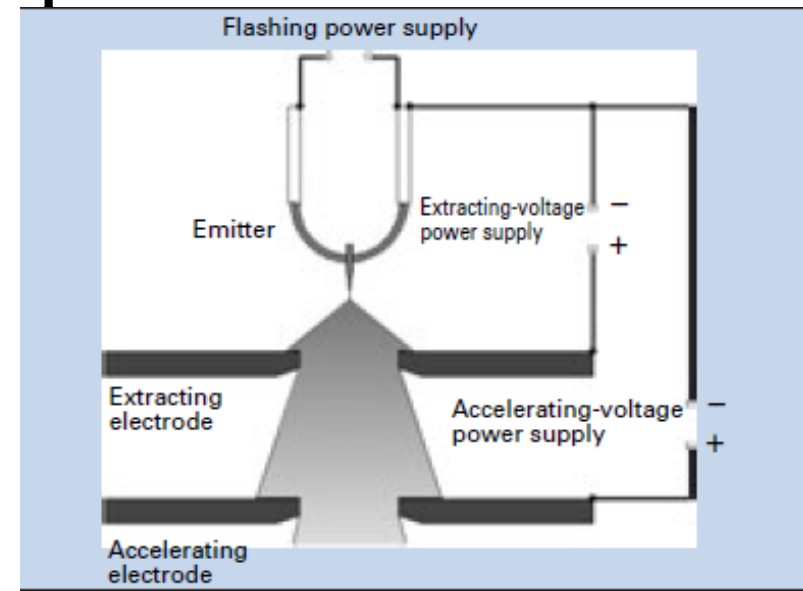 Flashing power supply
Emitter
Extracting-voltage
power supply
−
+
Extracting
electrode
Accelerating-voltage
power supply
−
+
Accelerating
electrode